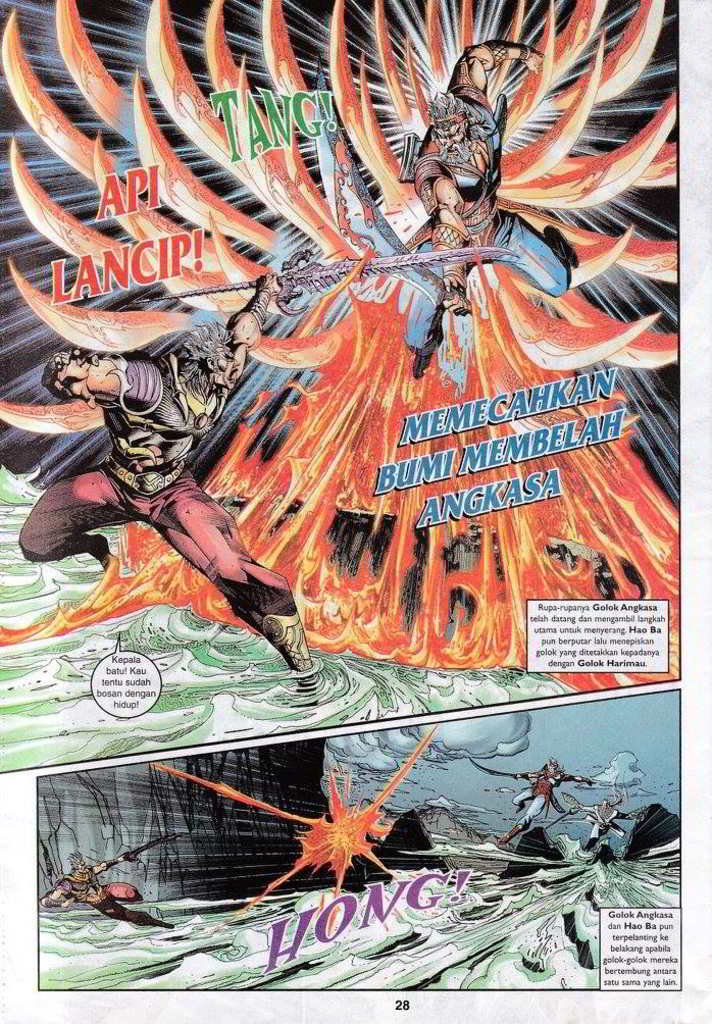 TANG!
API
LANCIP!
MEMECAHKAN
BUMI MEMBELAH
ANGKASA
Rupa-rupanya Golok Angkasa
telah datang dan mengambil langkah
utama untuk menyerang. Hao Ba
pun berputar lalu menepiskan
golok yang ditetakkan kepadanya
dengan Golok Harimau.
Kepala
batu! Kau
tentu sudah
bosan dengan
hidup!
HONG!
Golok Angkasa
dan Hao Ba pun
terpelanting ke
belakang apabila
golok-golok mereka
bertembung antara
satu sama yang lain.
28